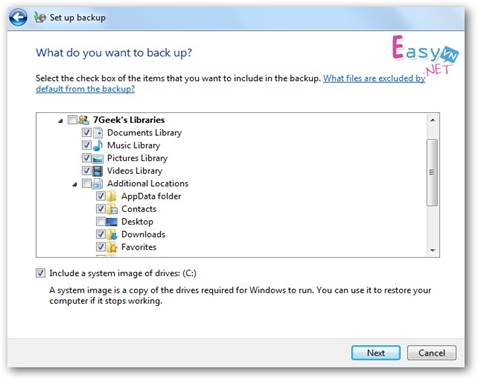 Set up backup
What do you want to back up?
Easy VN
.NET
Select the check box of the items that you want to include in the backup. What files are excluded by
default from the backup?
7Geek's Libraries
Documents Library
Music Library
Pictures Library
Videos Library
Additional Locations
AppData folder
Contacts
Desktop
Downloads
Favorites
Include a system image of drives: (C:)
A system image is a copy of the drives required for Windows to run. You can use it to restore your
computer if it stops working.
Next
Cancel